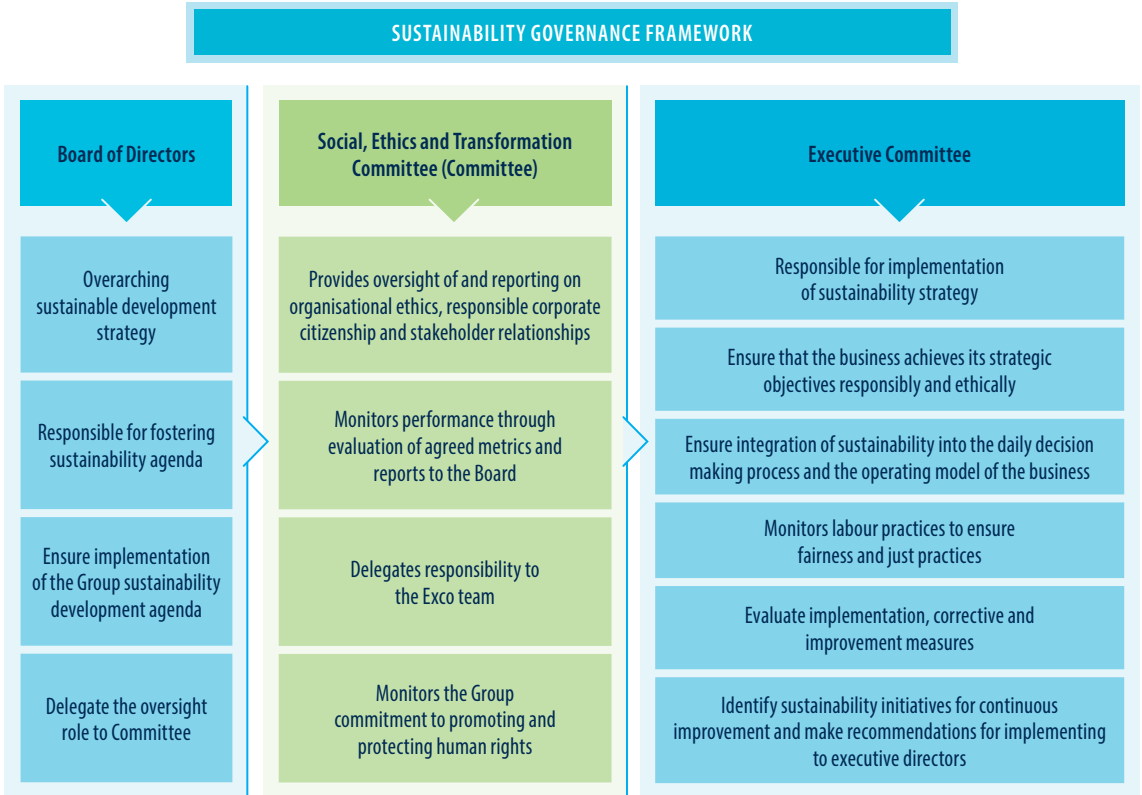 SUSTAINABILITY GOVERNANCE FRAMEWORK
Board of Directors
Overarching
sustainable development
strategy
Responsible for fostering
sustainability agenda
Ensure implementation
of the Group sustainability
development agenda
Delegate the oversight
role to Committee
Social, Ethics and Transformation
Committee (Committee)
Provides oversight of and reporting on
organisational ethics, responsible corporate
citizenship and stakeholder relationships
Monitors performance through
evaluation of agreed metrics and
reports to the Board
Delegates responsibility to
the Exco team
Monitors the Group
commitment to promoting and
protecting human rights
Executive Committee
Responsible for implementation
of sustainability strategy
Ensure that the business achieves its strategic
objectives responsibly and ethically
Ensure integration of sustainability into the daily decision
making process and the operating model of the business
Monitors labour practices to ensure
fairness and just practices
Evaluate implementation, corrective and
improvement measures
Identify sustainability initiatives for continuous
improvement and make recommendations for implementing
to executive directors